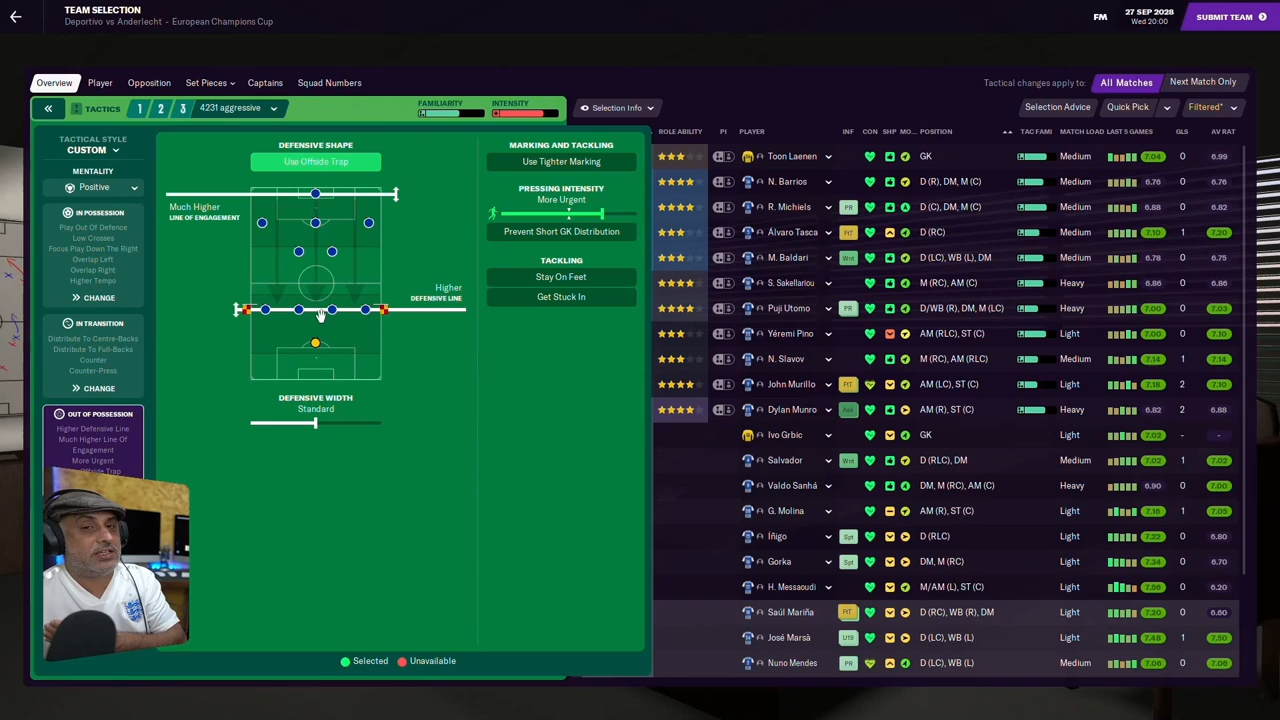 TEAM SELECTION
Deportivo vs Anderlecht - European Champions Cup
FM
27 SEP 2028
Wed 20:00
SUBMIT TEAM
Overview
Player
Opposition
Set Pieces
Captains
Squad Numbers
Tactical changes apply to:
All Matches
Next Match Only
TACTICS
1
2
3
4231 aggressive
FAMILIARITY
INTENSITY
Selection Info
Selection Advice
Quick Pick
Filtered*
TACTICAL STYLE
CUSTOM
MENTALITY
Positive
IN POSSESSION
Play Out Of Defence
Low Crosses
Focus Play Down The Right
Overlap Left
Overlap Right
Higher Tempo
CHANGE
IN TRANSITION
Distribute To Centre-Backs
Distribute To Full-Backs
Counter
Counter-Press
CHANGE
OUT OF POSSESSION
Higher Defensive Line
Much Higher Line Of
Engagement
More Urgent
Offside Trap
DEFENSIVE SHAPE
Use Offside Trap
Much Higher
LINE OF ENGAGEMENT
Higher
DEFENSIVE LINE
DEFENSIVE WIDTH
Standard
MARKING AND TACKLING
Use Tighter Marking
PRESSING INTENSITY
More Urgent
Prevent Short GK Distribution
TACKLING
Stay On Feet
Get Stuck In
Selected
Unavailable
ROLE ABILITY PI PLAYER INF CON SHP MO... POSITION TAC FAMI MATCH LOAD LAST 5 GAMES GLS AV RAT
Toon Laenen GK Medium 7.04 0 6.99
N. Barrios D (R), DM, M (C) Medium 6.76 0 6.76
R. Michiels PR D (C), DM, M (C) Medium 6.88 0 6.82
Álvaro Tasca FIT D (RC) Medium 7.10 1 7.20
M. Baldari Wnt D (LC), WB (L), DM Medium 6.78 0 6.75
S. Sakellariou M (RC), AM (C) Heavy 6.86 0 6.86
Puji Utomo PR D/WB (R), DM, M (LC) Heavy 7.00 0 7.03
Yéremi Pino AM (RLC), ST (C) Heavy 7.00 0 7.10
N. Slavov M (RC), AM (RLC) Heavy 7.14 1 7.14
John Murillo FIT AM (LC), ST (C) Light 7.18 2 7.10
Dylan Munro Ask AM (R), ST (C) Heavy 6.82 2 6.88
Ivo Grbic GK Light 7.02 - -
Salvador Wnt D (RLC), DM Medium 7.02 1 7.02
Valdo Sanhá DM, M (RC), AM (C) Heavy 6.90 0 7.00
G. Molina AM (R), ST (C) Light 7.16 1 7.05
Iñigo Spt D (RLC) Light 7.22 0 6.80
Gorka Spt DM, M (RC) Medium 7.34 0 6.70
H. Messaoudi M/AM (L), ST (C) Light 7.56 0 6.20
Saúl Mariña FIT D (RC), WB (R), DM Light 7.20 0 6.60
José Marsà U19 D (LC), WB (L) Light 7.48 1 7.50
Nuno Mendes PR D (LC), WB (L) Medium 7.06 0 7.06